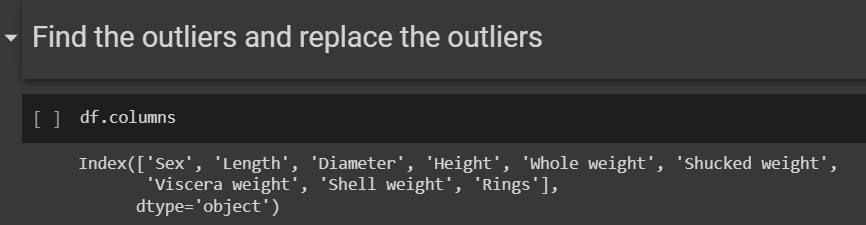 Find the outliers and replace the outliers
[ ] df.columns
Index(['Sex', 'Length', 'Diameter', 'Height', 'Whole weight', 'Shucked weight',
'Viscera weight', 'Shell weight', 'Rings'],
dtype='object')